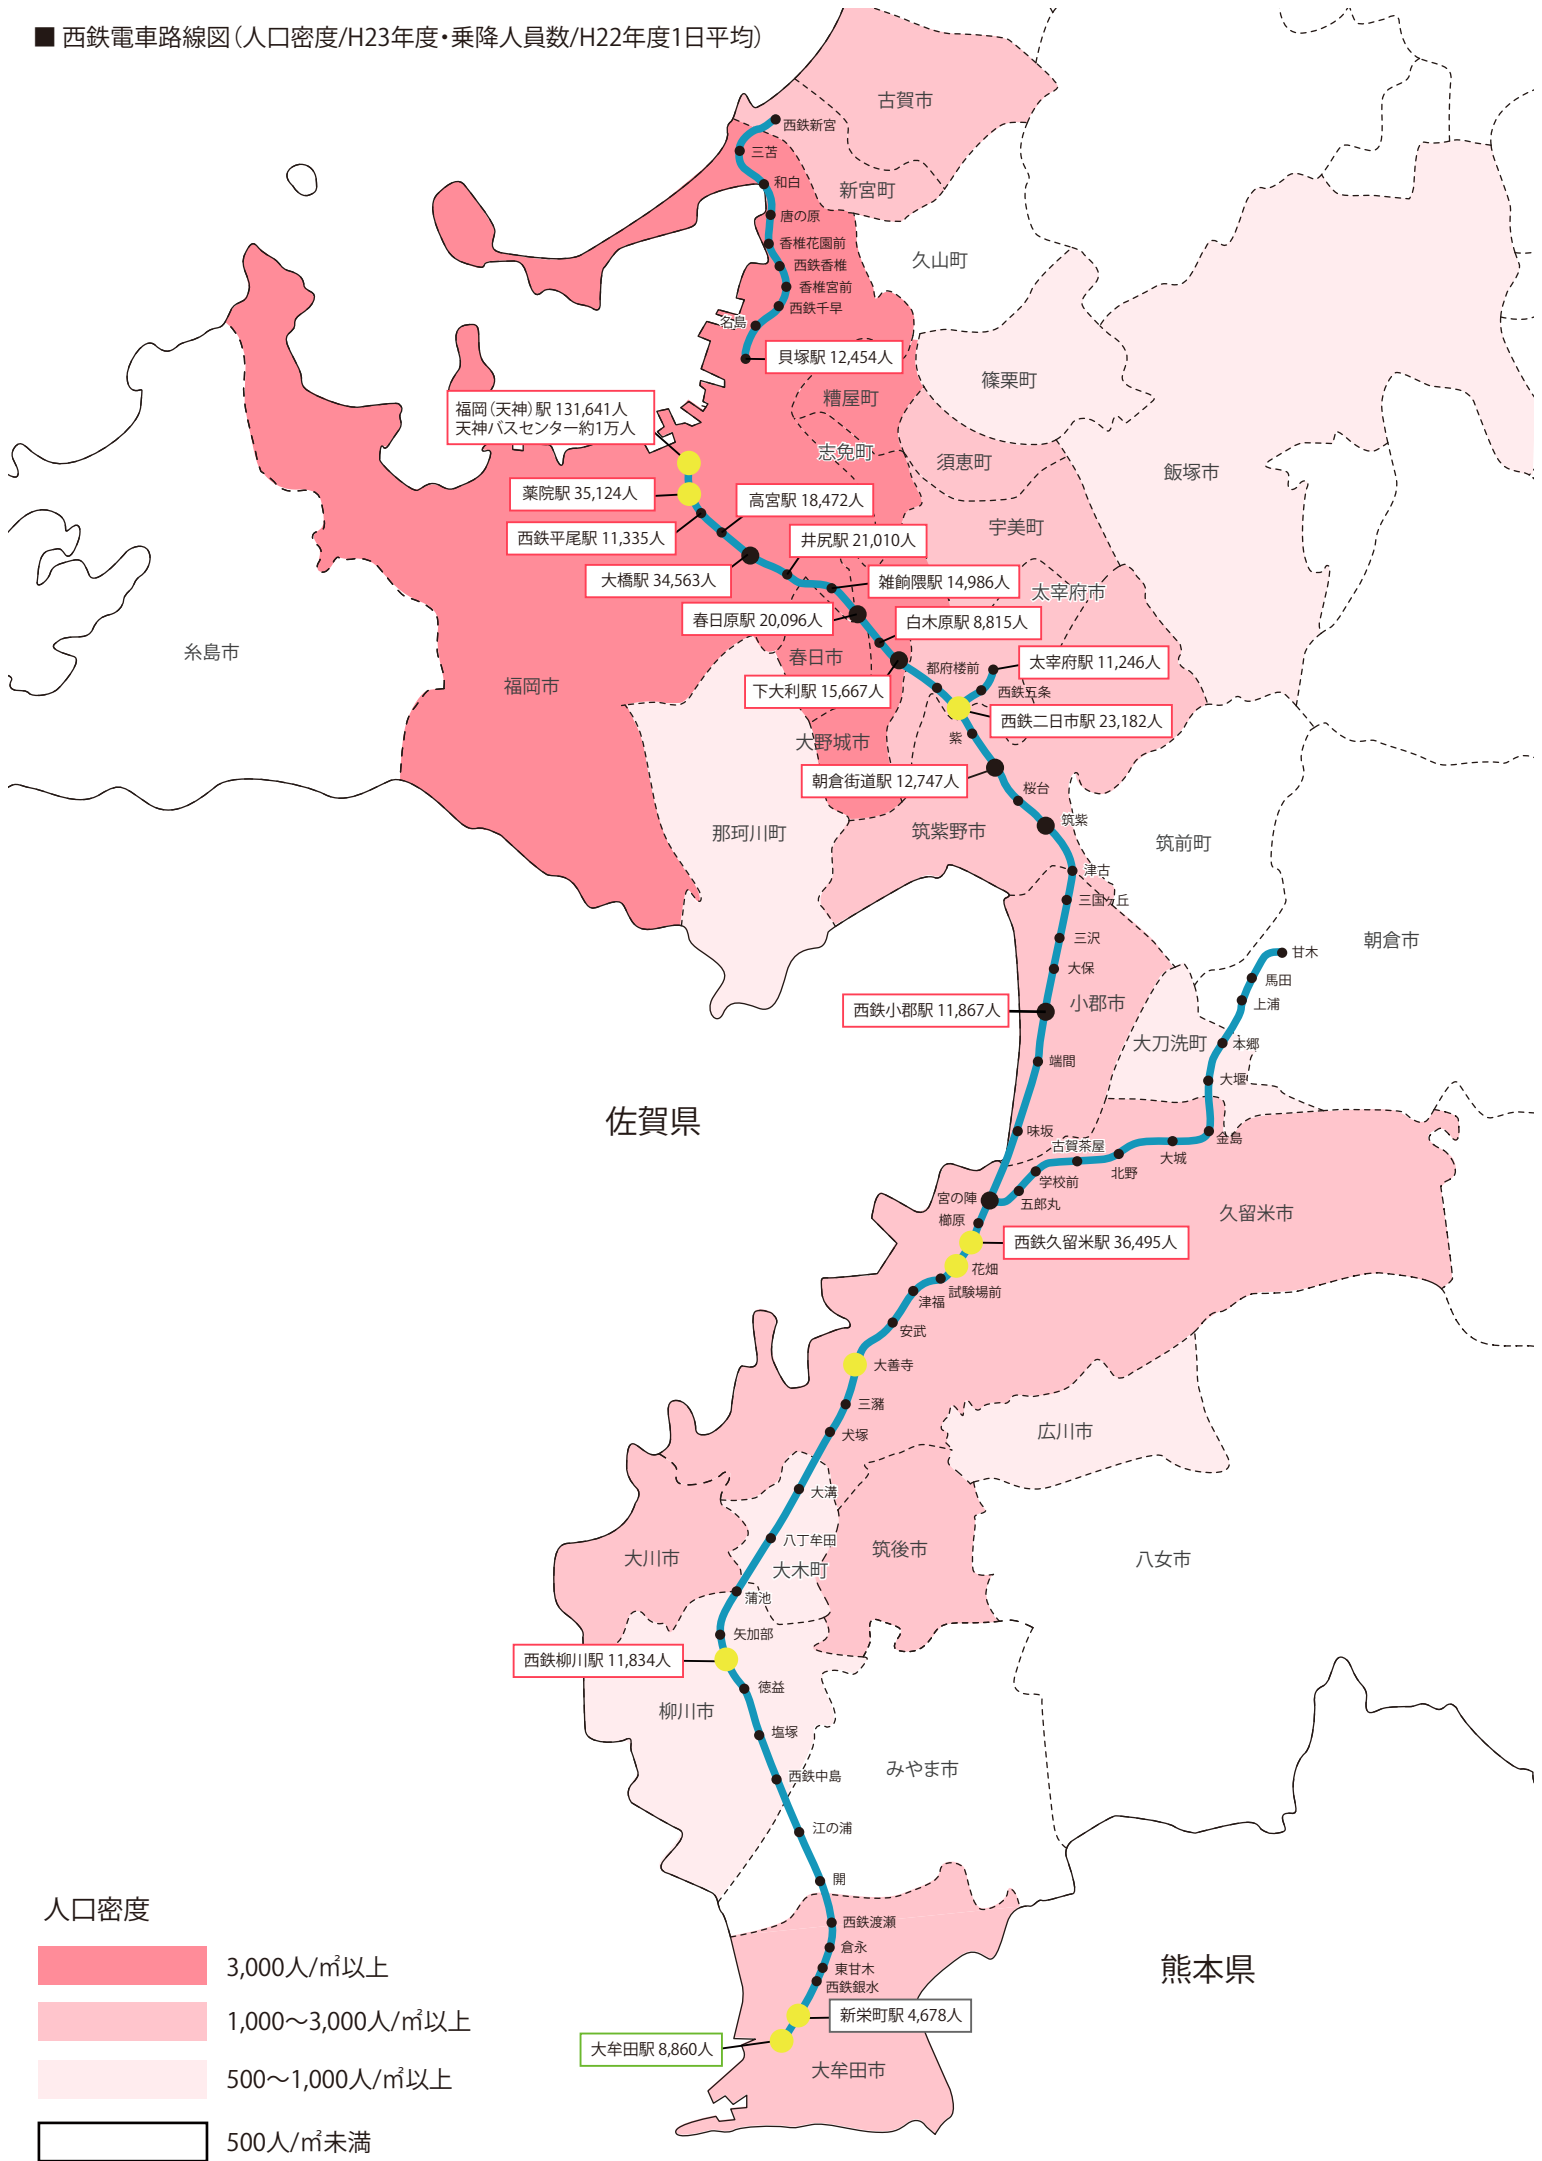 ■ 西鉄電車路線図（人口密度/H23年度・乗降人員数/H22年度1日平均）
古賀市
西鉄新宮
三苫
和白
新宮町
唐の原
香椎花園前
久山町
西鉄香椎
香椎宮前
西鉄千早
名島
貝塚駅 12,454人
篠栗町
糟屋町
福岡（天神）駅 131,641人
天神バスセンター約1万人
志免町
須恵町
飯塚市
薬院駅 35,124人
高宮駅 18,472人
宇美町
西鉄平尾駅 11,335人
井尻駅 21,010人
大橋駅 34,563人
雑餉隈駅 14,986人
太宰府市
春日原駅 20,096人
白木原駅 8,815人
糸島市
春日市
都府楼前
太宰府駅 11,246人
福岡市
下大利駅 15,667人
西鉄五条
西鉄二日市駅 23,182人
紫
大野城市
朝倉街道駅 12,747人
桜台
那珂川町
筑紫野市
筑紫
筑前町
津古
三国ヶ丘
三沢
朝倉市
甘木
大保
馬田
西鉄小郡駅 11,867人
小郡市
上浦
大刀洗町
本郷
端間
大堰
佐賀県
味坂
古賀茶屋
金島
大城
北野
学校前
宮の陣
五郎丸
久留米市
櫛原
西鉄久留米駅 36,495人
花畑
試験場前
津福
安武
大善寺
三潴
犬塚
広川市
大溝
八丁牟田
筑後市
大川市
大木町
八女市
蒲池
矢加部
西鉄柳川駅 11,834人
徳益
柳川市
塩塚
みやま市
西鉄中島
江の浦
開
人口密度
西鉄渡瀬
倉永
3,000人/㎡以上
東甘木
熊本県
西鉄銀水
1,000〜3,000人/㎡以上
新栄町駅 4,678人
大牟田駅 8,860人
大牟田市
500〜1,000人/㎡以上
500人/㎡未満